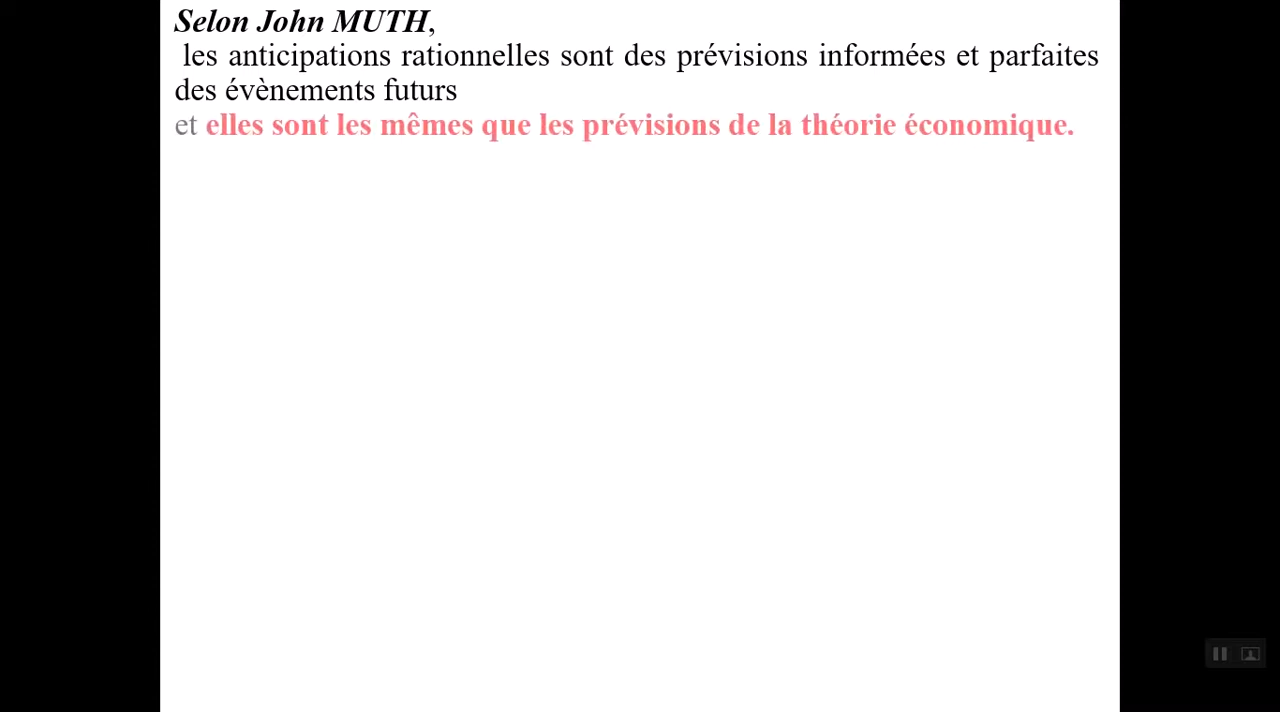 Selon John MUTH,
les anticipations rationnelles sont des prévisions informées et parfaites
des évènements futurs
et elles sont les mêmes que les prévisions de la théorie économique.